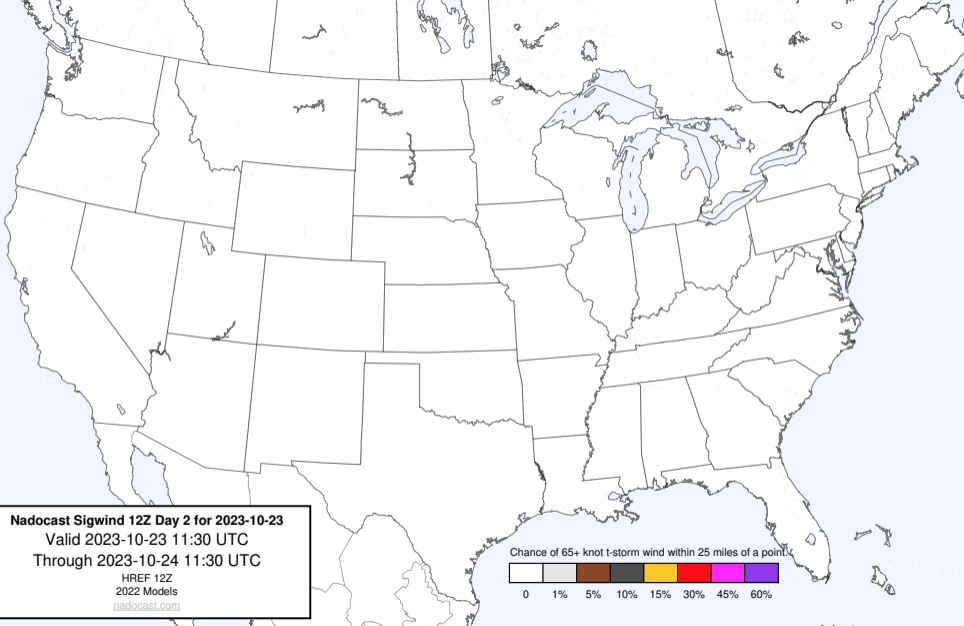 Nadocast Sigwind 12Z Day 2 for 2023-10-23
Valid 2023-10-23 11:30 UTC
Through 2023-10-24 11:30 UTC
HREF 12Z
2022 Models
nadocast.com
Chance of 65+ knot t-storm wind within 25 miles of a point.
0 1% 5% 10% 15% 30% 45% 60%